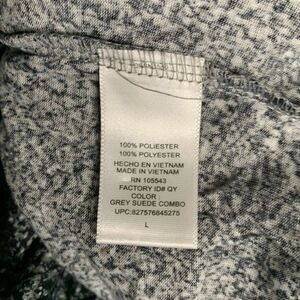 100% POLIESTER
100% POLYESTER
HECHO EN VIETNAM
MADE IN VIETNAM
RN 105543
FACTORY ID# QY
COLOR :
GREY SUEDE COMBO
UPC:827576845275
L